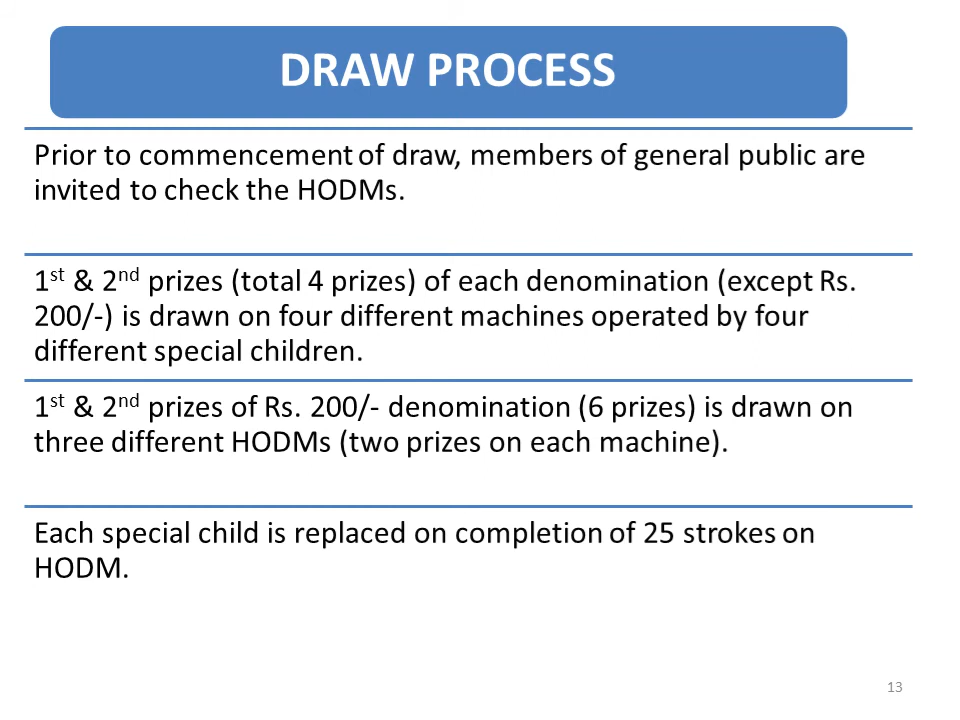 DRAW PROCESS
Prior to commencement of draw, members of general public are
invited to check the HODMs.
1st & 2nd prizes (total 4 prizes) of each denomination (except Rs.
200/-) is drawn on four different machines operated by four
different special children.
1st & 2nd prizes of Rs. 200/- denomination (6 prizes) is drawn on
three different HODMs (two prizes on each machine).
Each special child is replaced on completion of 25 strokes on
HODM.
13